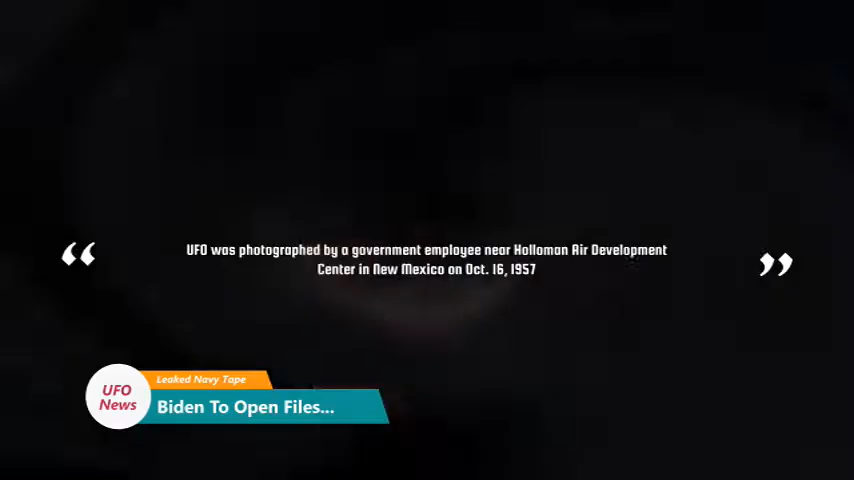 “
UFO was photographed by a government employee near Holloman Air Development
Center in New Mexico on Oct. 16, 1957
”
Leaked Navy Tape
UFO
News
Biden To Open Files...